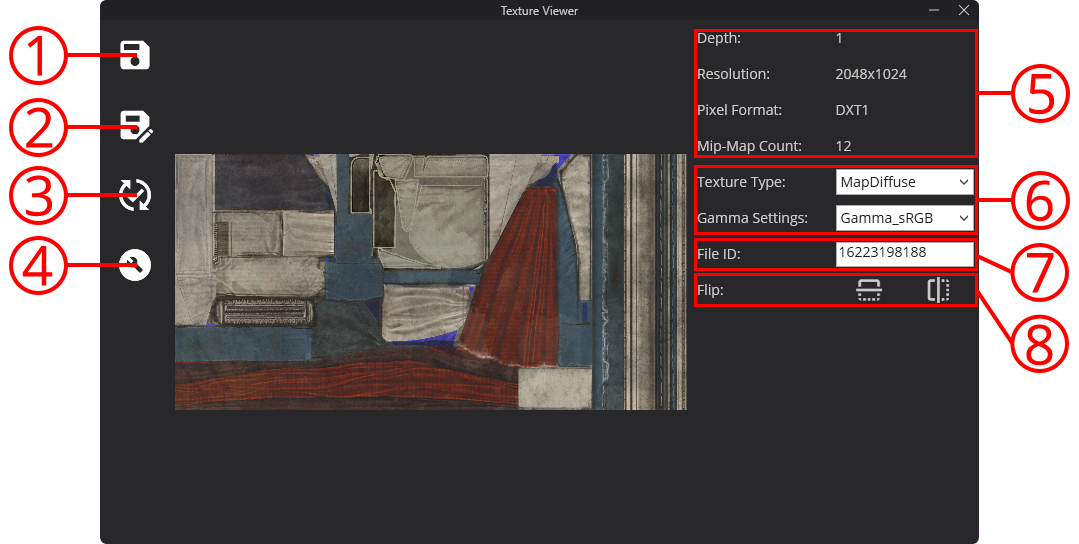 Texture Viewer
1
2
3
4
Depth: 1
Resolution: 2048x1024
Pixel Format: DXT1
Mip-Map Count: 12
5
Texture Type: MapDiffuse
Gamma Settings: Gamma_sRGB
6
File ID: 16223198188
7
Flip:
8